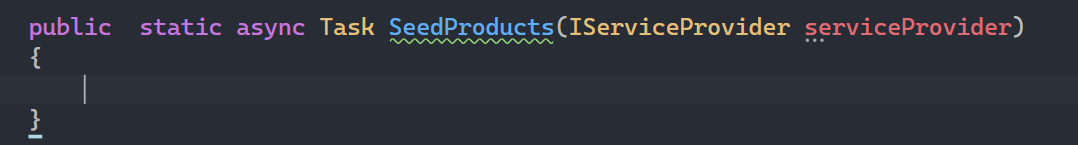 public  static async Task SeedProducts(IServiceProvider serviceProvider)
{
}